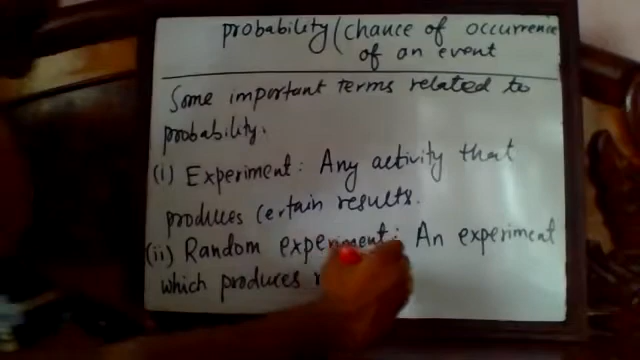 probability (chance of occurrence
of an event
Some important terms related to
probability.
(i) Experiment: Any activity that
produces certain results.
(ii) Random experiment: An experiment
which produces